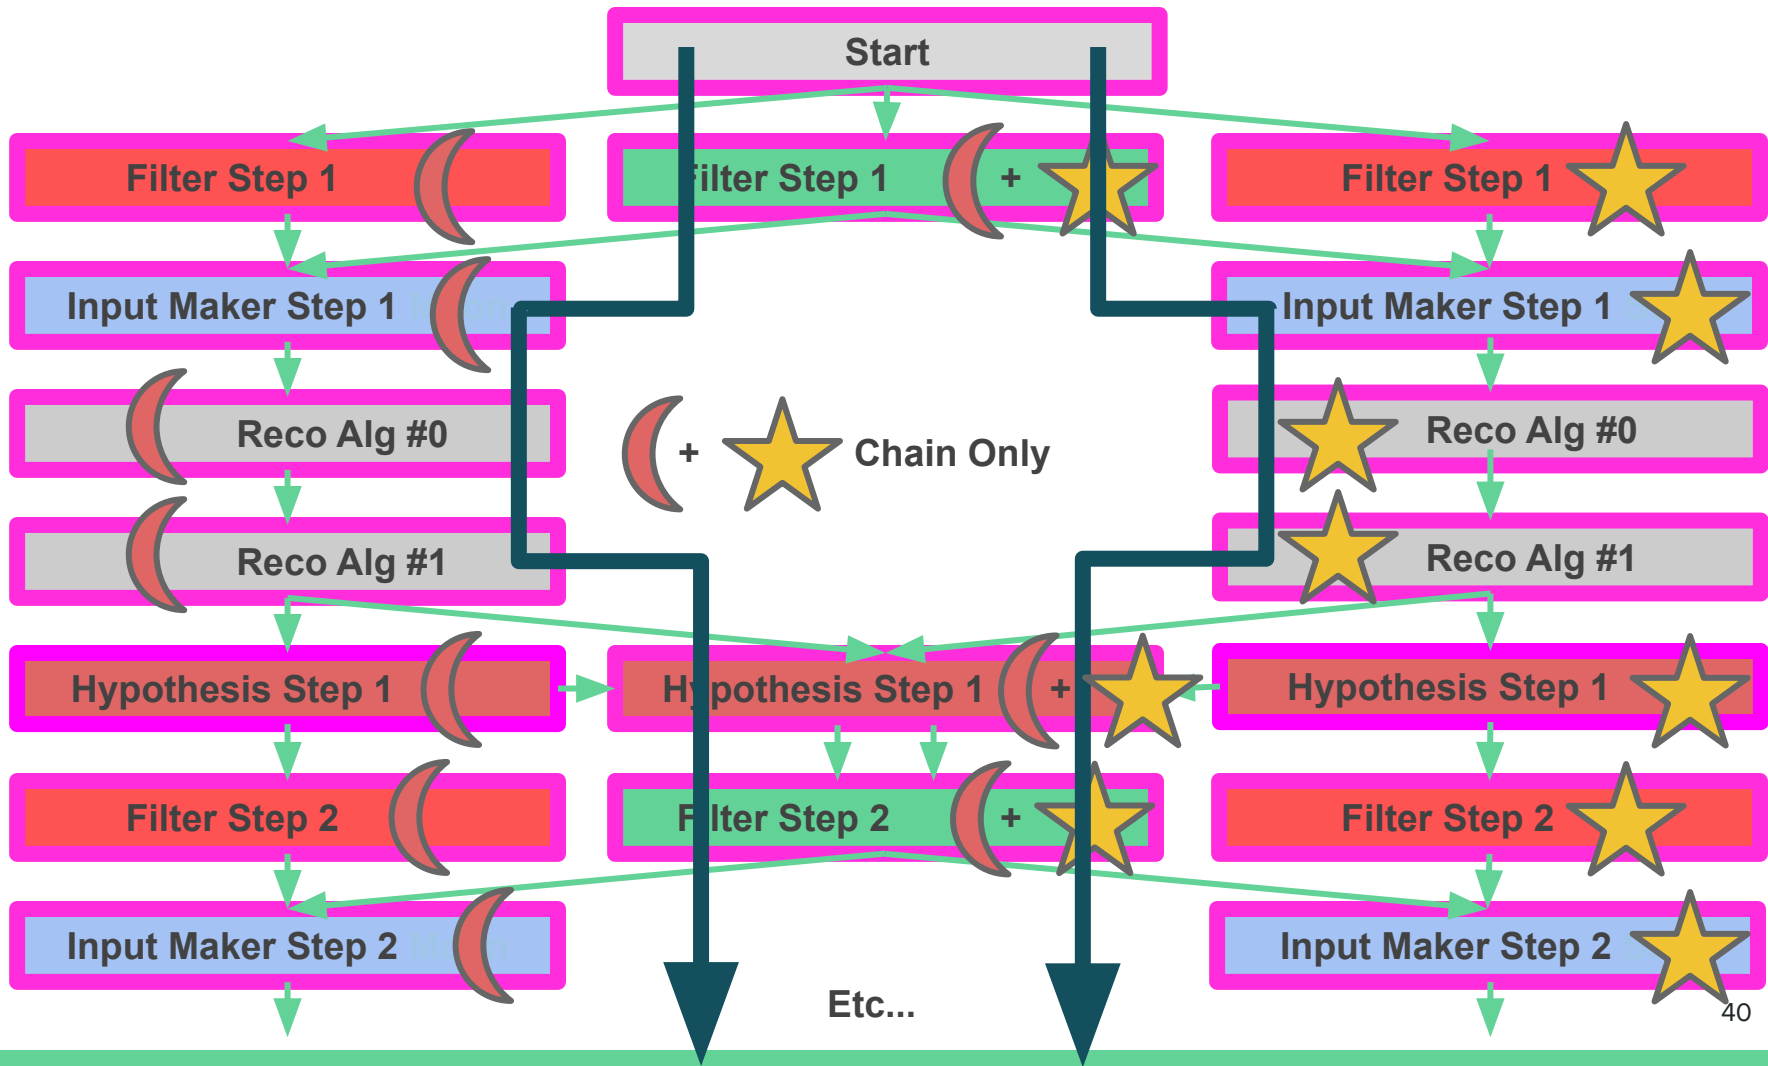 Start
Filter Step 1
Filter Step 1 +
Filter Step 1
Input Maker Step 1
Input Maker Step 1
Reco Alg #0
+ Chain Only
Reco Alg #0
Reco Alg #1
Reco Alg #1
Hypothesis Step 1
Hypothesis Step 1 +
Hypothesis Step 1
Filter Step 2
Filter Step 2 +
Filter Step 2
Input Maker Step 2
Input Maker Step 2
Etc...
40